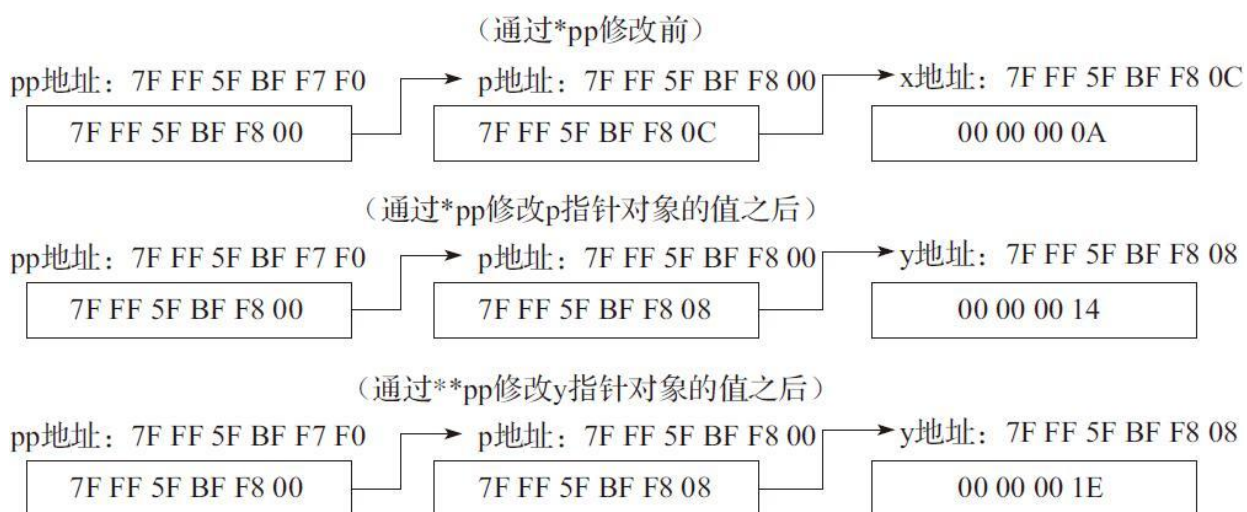 （通过*pp修改前）
pp地址：7F FF 5F BF F7 F0 p地址：7F FF 5F BF F8 00 x地址：7F FF 5F BF F8 0C
7F FF 5F BF F8 00 7F FF 5F BF F8 0C 00 00 00 0A
（通过*pp修改p指针对象的值之后）
pp地址：7F FF 5F BF F7 F0 p地址：7F FF 5F BF F8 00 y地址：7F FF 5F BF F8 08
7F FF 5F BF F8 00 7F FF 5F BF F8 08 00 00 00 14
（通过**pp修改y指针对象的值之后）
pp地址：7F FF 5F BF F7 F0 p地址：7F FF 5F BF F8 00 y地址：7F FF 5F BF F8 08
7F FF 5F BF F8 00 7F FF 5F BF F8 08 00 00 00 1E